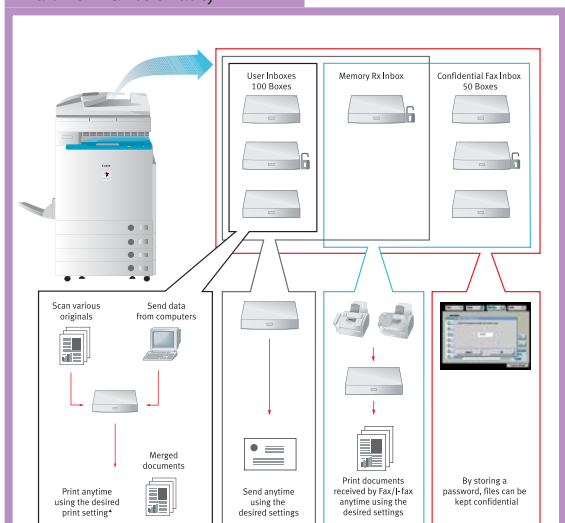 User Inboxes
100 Boxes
Memory Rx Inbox
Confidential Fax Inbox
50 Boxes
Canon
Scan various
originals
Send data
from computers
Merged
documents
Print anytime
using the desired
print setting*
Send anytime
using the
desired settings
Print documents
received by Fax/I-fax
anytime using the
desired settings
By storing a
password, files can be
kept confidential